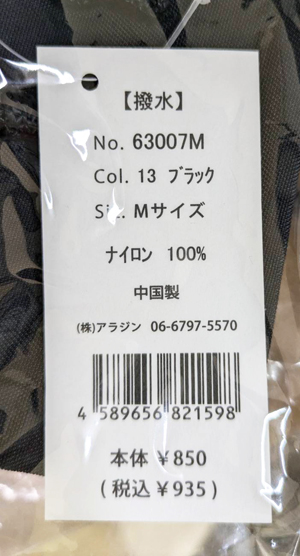 【撥水】
No. 63007M
Col. 13 ﾌﾞﾗｯｸ
Si.. Mサイズ
ナイロン 100%
中国製
(株)アラジン 06-6797-5570
4 589656 821598
本体 ￥850
(税込 ￥935)